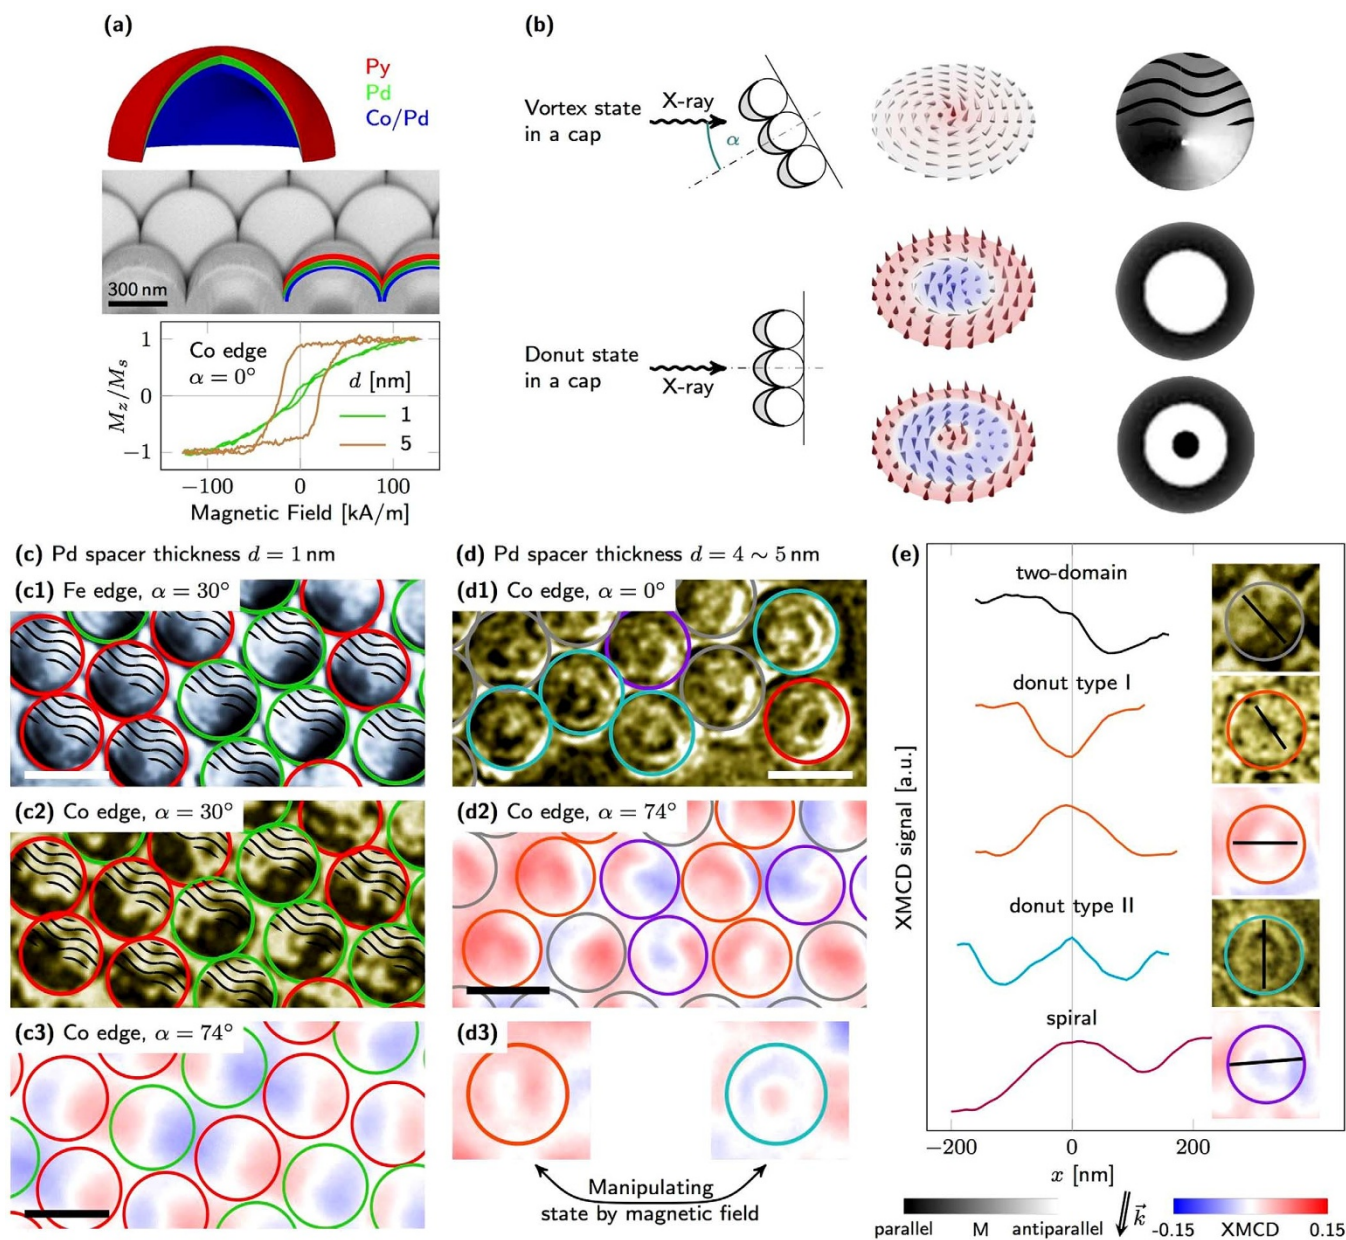 (a)
Py
Pd
Co/Pd
300 nm
M_z/M_s
1
0
−1
Co edge
α = 0°
d [nm]
1
5
−100
0
100
Magnetic Field [kA/m]
(b)
Vortex state
in a cap
X-ray
α
Donut state
in a cap
X-ray
(c) Pd spacer thickness d = 1 nm
(c1) Fe edge, α = 30°
(c2) Co edge, α = 30°
(c3) Co edge, α = 74°
(d) Pd spacer thickness d = 4 ∼ 5 nm
(d1) Co edge, α = 0°
(d2) Co edge, α = 74°
(d3)
Manipulating
state by magnetic field
(e)
XMCD signal [a.u.]
two-domain
donut type I
donut type II
spiral
−200
0
200
x [nm]
parallel M antiparallel
k⃗
-0.15 XMCD 0.15